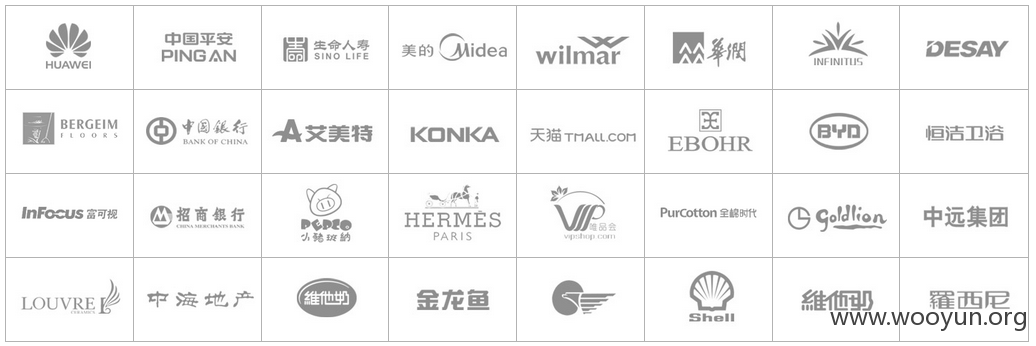 HUAWEI
中国平安
PING AN
生命人寿
SINO LIFE
美的 Midea
wilmar
華潤
INFINITUS
DESAY
BERGEIM
FLOORS
中国银行
BANK OF CHINA
艾美特
KONKA
天猫 TMALL.COM
EBOHR
BYD
恒洁卫浴
InFocus 富可视
招商银行
CHINA MERCHANTS BANK
PEPCO
小猪班纳
HERMÈS
PARIS
VIP
唯品会
vipshop.com
PurCotton 全棉时代
goldlion
中远集团
LOUVRE
CERAMICS
中海地产
維他奶
金龙鱼
Shell
維他奶
羅西尼
www.wooyun.org